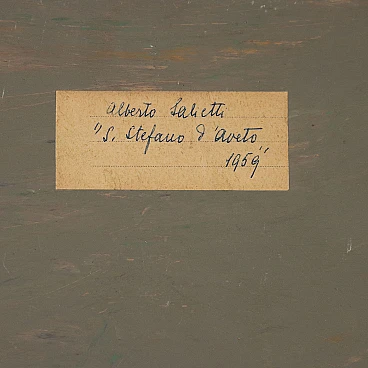 Alberto Salietti
"S. Stefano d'Aveto"
1959